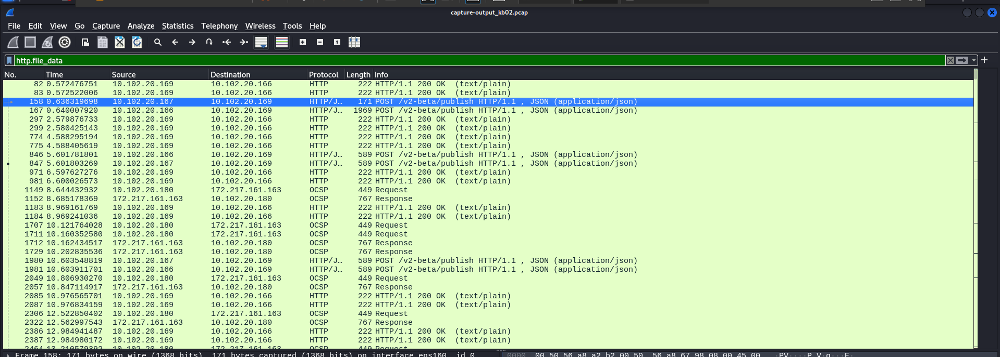 capture-output_kb02.pcap
File Edit View Go Capture Analyze Statistics Telephony Wireless Tools Help
http.file_data
No. Time Source Destination Protocol Length Info
82 0.572476751 10.102.20.169 10.102.20.166 HTTP 222 HTTP/1.1 200 OK (text/plain)
83 0.572522006 10.102.20.169 10.102.20.166 HTTP 222 HTTP/1.1 200 OK (text/plain)
158 0.636319698 10.102.20.167 10.102.20.169 HTTP/J… 171 POST /v2-beta/publish HTTP/1.1 , JSON (application/json)
167 0.640007920 10.102.20.166 10.102.20.169 HTTP/J… 1969 POST /v2-beta/publish HTTP/1.1 , JSON (application/json)
297 2.579876733 10.102.20.169 10.102.20.166 HTTP 222 HTTP/1.1 200 OK (text/plain)
299 2.580425143 10.102.20.169 10.102.20.166 HTTP 222 HTTP/1.1 200 OK (text/plain)
774 4.588295194 10.102.20.169 10.102.20.166 HTTP 222 HTTP/1.1 200 OK (text/plain)
775 4.588405619 10.102.20.169 10.102.20.166 HTTP 222 HTTP/1.1 200 OK (text/plain)
846 5.601781801 10.102.20.166 10.102.20.169 HTTP/J… 589 POST /v2-beta/publish HTTP/1.1 , JSON (application/json)
847 5.601803269 10.102.20.167 10.102.20.169 HTTP/J… 589 POST /v2-beta/publish HTTP/1.1 , JSON (application/json)
971 6.597627276 10.102.20.169 10.102.20.166 HTTP 222 HTTP/1.1 200 OK (text/plain)
981 6.600026573 10.102.20.169 10.102.20.166 HTTP 222 HTTP/1.1 200 OK (text/plain)
1149 8.644432932 10.102.20.180 172.217.161.163 OCSP 449 Request
1152 8.685178369 172.217.161.163 10.102.20.180 OCSP 767 Response
1183 8.969161769 10.102.20.169 10.102.20.166 HTTP 222 HTTP/1.1 200 OK (text/plain)
1184 8.969241036 10.102.20.169 10.102.20.166 HTTP 222 HTTP/1.1 200 OK (text/plain)
1707 10.121764028 10.102.20.180 172.217.161.163 OCSP 449 Request
1711 10.160352580 10.102.20.180 172.217.161.163 OCSP 449 Request
1712 10.162434517 172.217.161.163 10.102.20.180 OCSP 767 Response
1729 10.202835536 172.217.161.163 10.102.20.180 OCSP 767 Response
1980 10.603548819 10.102.20.167 10.102.20.169 HTTP/J… 589 POST /v2-beta/publish HTTP/1.1 , JSON (application/json)
1981 10.603911701 10.102.20.166 10.102.20.169 HTTP/J… 589 POST /v2-beta/publish HTTP/1.1 , JSON (application/json)
2049 10.806930270 10.102.20.180 172.217.161.163 OCSP 449 Request
2057 10.847114917 172.217.161.163 10.102.20.180 OCSP 767 Response
2085 10.976565701 10.102.20.169 10.102.20.166 HTTP 222 HTTP/1.1 200 OK (text/plain)
2087 10.976834159 10.102.20.169 10.102.20.166 HTTP 222 HTTP/1.1 200 OK (text/plain)
2306 12.522850402 10.102.20.180 172.217.161.163 OCSP 449 Request
2322 12.562997543 172.217.161.163 10.102.20.180 OCSP 767 Response
2386 12.984941487 10.102.20.169 10.102.20.166 HTTP 222 HTTP/1.1 200 OK (text/plain)
2387 12.984980172 10.102.20.169 10.102.20.166 HTTP 222 HTTP/1.1 200 OK (text/plain)
2464 13.210579392 10.102.20.180 172.217.161.163 OCSP 449 Request
Frame 158: 171 bytes on wire (1368 bits), 171 bytes captured (1368 bits) on interface ens160, id 0
0000 00 50 56 a8 a2 b2 00 50 56 a8 67 98 08 00 45 00 ·PV····P V·g···E·